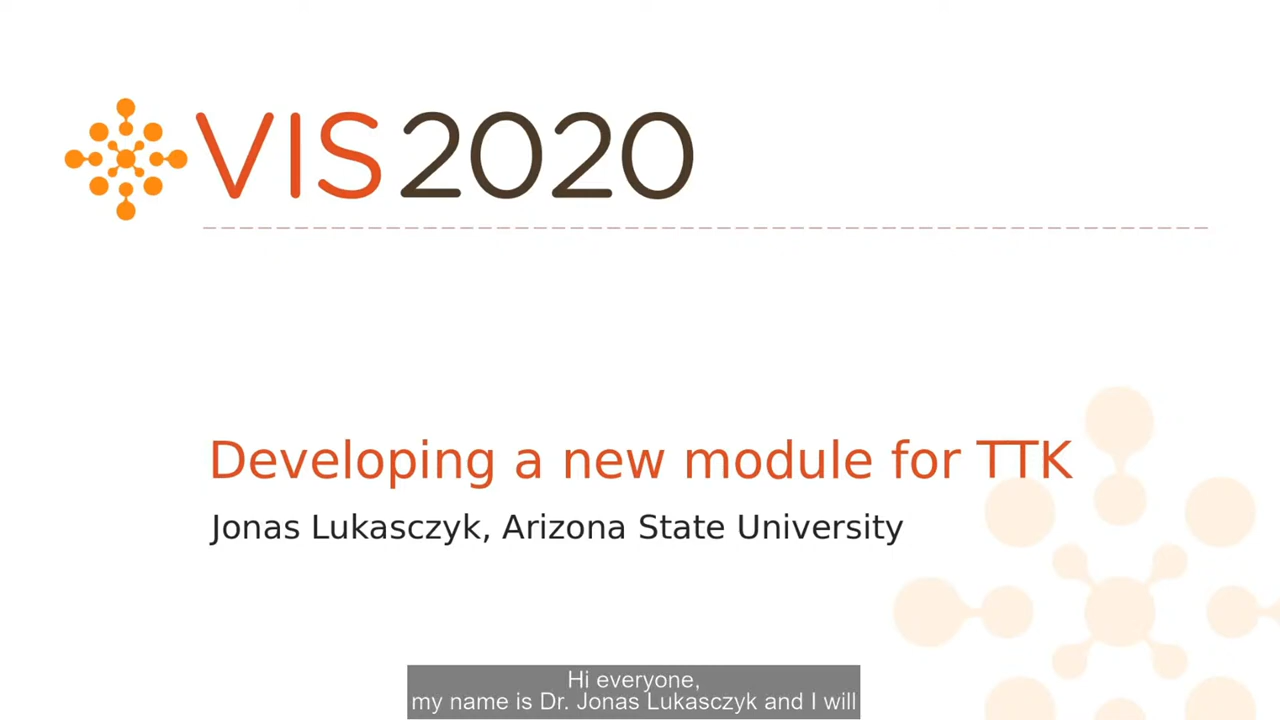 VIS2020
Developing a new module for TTK
Jonas Lukasczyk, Arizona State University
Hi everyone,
my name is Dr. Jonas Lukasczyk and I will